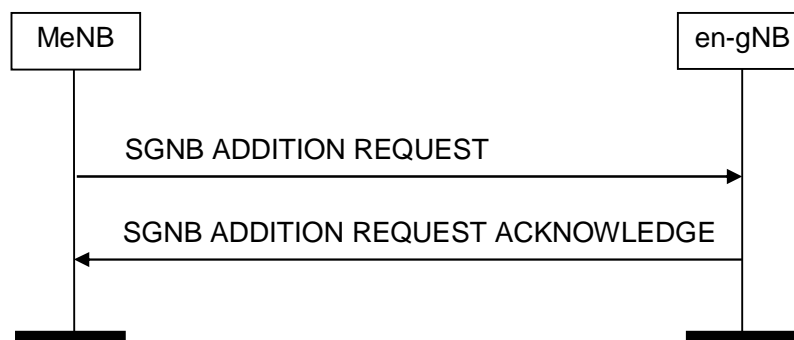 MeNB
en-gNB
SGNB ADDITION REQUEST
SGNB ADDITION REQUEST ACKNOWLEDGE